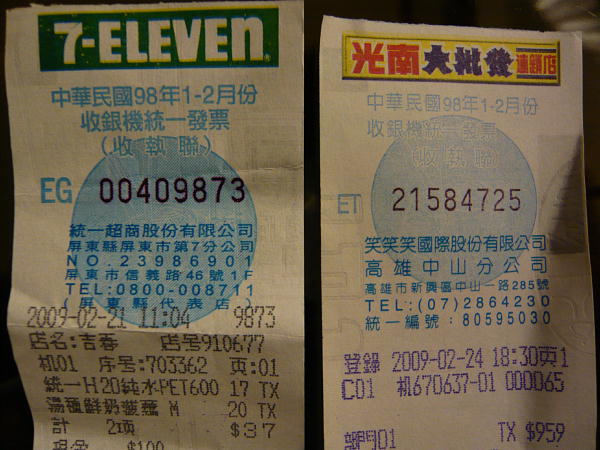 7-ELEVEN
中華民國98年1-2月份
收銀機統一發票
(收執聯)
EG 00409873
統一超商股份有限公司
屏東縣屏東市第7分公司
NO.23986901
屏東市信義路46號1F
TEL:0800-008711
(屏東縣代表店)
2009-02-21 11:04 9873
店名:吉春 店号910677
机01 序号:703362 页:01
統一H2O純水PET600 17 TX
鮮奶 M 20 TX
計 2项 $37
現金 $100
光南大批發連鎖店
中華民國98年1-2月份
收銀機統一發票
(收執聯)
ET 21584725
笑笑笑國際股份有限公司
高雄中山分公司
高雄市新興區中山一路285號
TEL:(07)2864230
統一編號:80595030
登錄 2009-02-24 18:30页1
C01 机670637-01 000065
部門01 TX $959